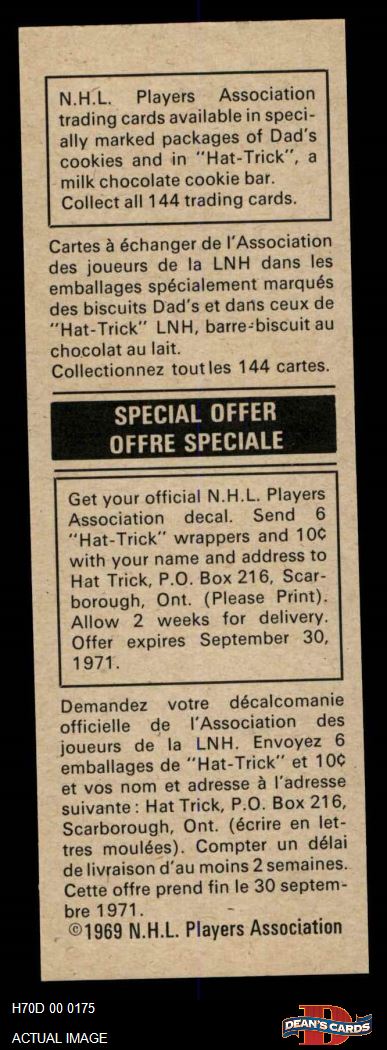 N.H.L. Players Association
trading cards available in speci-
ally marked packages of Dad's
cookies and in "Hat-Trick", a
milk chocolate cookie bar.
Collect all 144 trading cards.
Cartes à échanger de l'Association
des joueurs de la LNH dans les
emballages spécialement marqués
des biscuits Dad's et dans ceux de
"Hat-Trick" LNH, barre-biscuit au
chocolat au lait.
Collectionnez toutles 144 cartes.
SPECIAL OFFER
OFFRE SPECIALE
Get your official N.H.L. Players
Association decal. Send 6
"Hat-Trick" wrappers and 10¢
with your name and address to
Hat Trick, P.O. Box 216, Scar-
borough, Ont. (Please Print).
Allow 2 weeks for delivery.
Offer expires September 30,
1971.
Demandez votre décalcomanie
officielle de l'Association des
joueurs de la LNH. Envoyez 6
emballages de "Hat-Trick" et 10¢
et vos nom et adresse à l'adresse
suivante : Hat Trick, P.O. Box 216,
Scarborough, Ont. (écrire en let-
tres moulées). Compter un délai
de livraison d'au moins 2 semaines.
Cette offre prend fin le 30 septem-
bre 1971.
©1969 N.H.L. Players Association
H70D 00 0175
ACTUAL IMAGE
D
DEAN'S CARDS